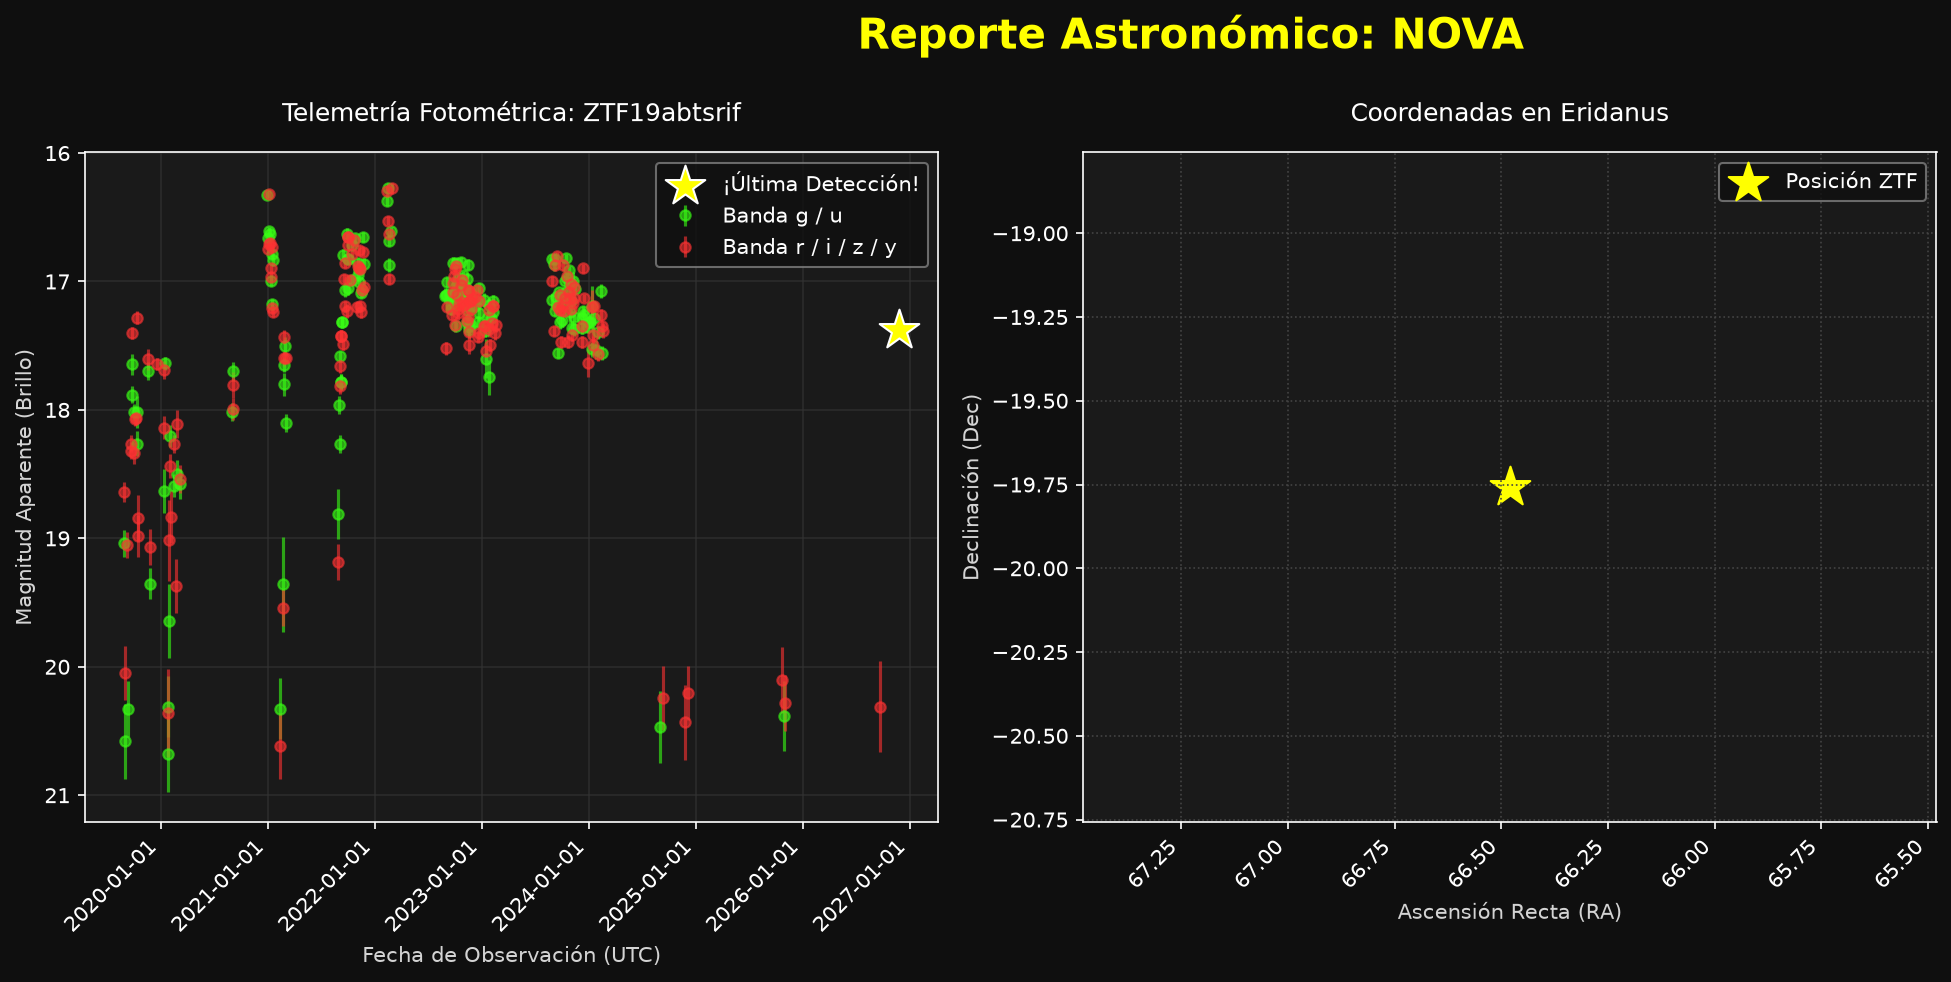 Reporte Astronómico: NOVA
Telemetría Fotométrica: ZTF19abtsrif
¡Última Detección!
Banda g / u
Banda r / i / z / y
Magnitud Aparente (Brillo)
16
17
18
19
20
21
2020-01-01
2021-01-01
2022-01-01
2023-01-01
2024-01-01
2025-01-01
2026-01-01
2027-01-01
Fecha de Observación (UTC)
Coordenadas en Eridanus
Posición ZTF
Declinación (Dec)
−19.00
−19.25
−19.50
−19.75
−20.00
−20.25
−20.50
−20.75
67.25
67.00
66.75
66.50
66.25
66.00
65.75
65.50
Ascensión Recta (RA)